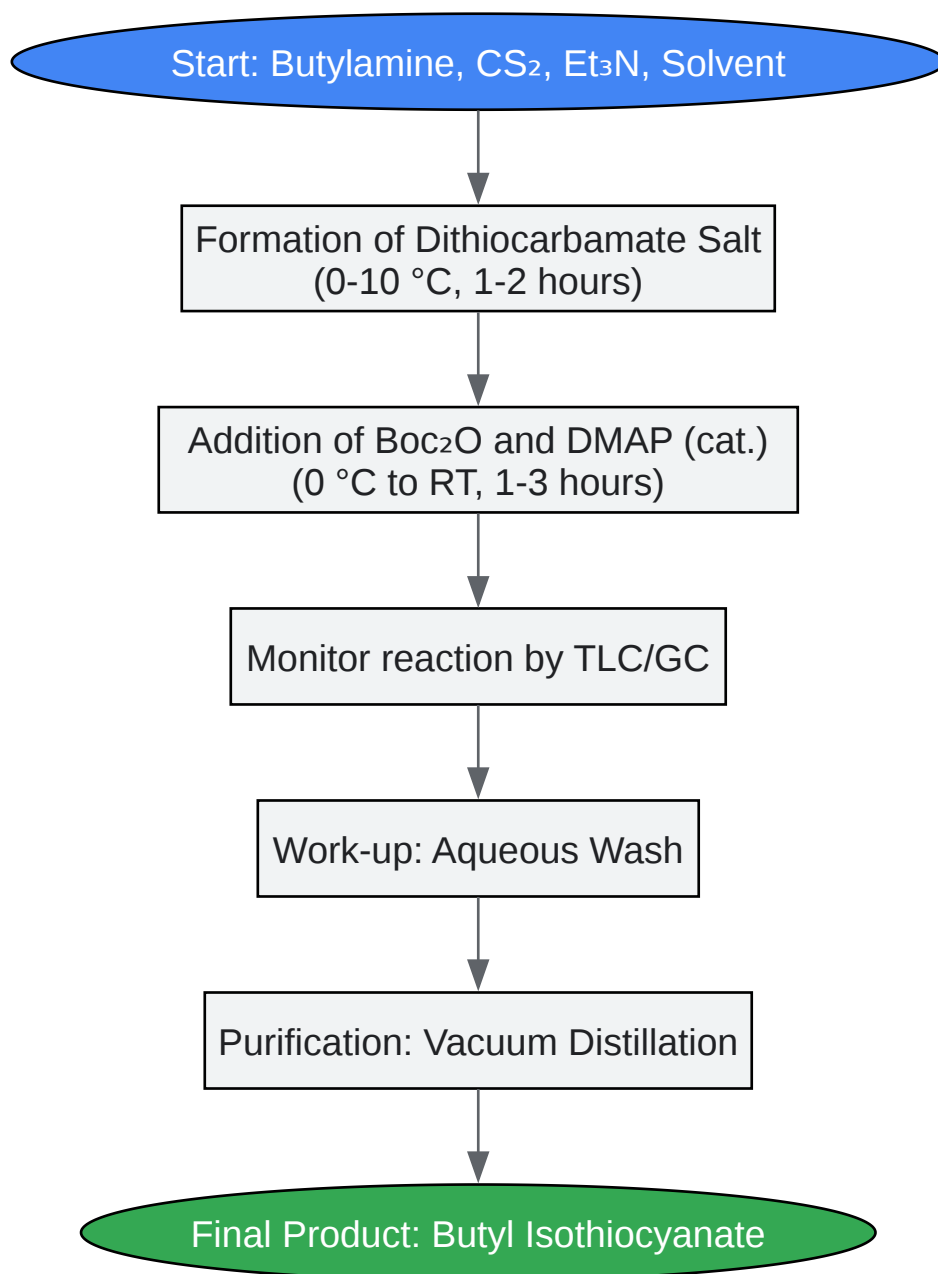 Start: Butylamine, CS₂, Et₃N, Solvent
Formation of Dithiocarbamate Salt
(0-10 °C, 1-2 hours)
Addition of Boc₂O and DMAP (cat.)
(0 °C to RT, 1-3 hours)
Monitor reaction by TLC/GC
Work-up: Aqueous Wash
Purification: Vacuum Distillation
Final Product: Butyl Isothiocyanate